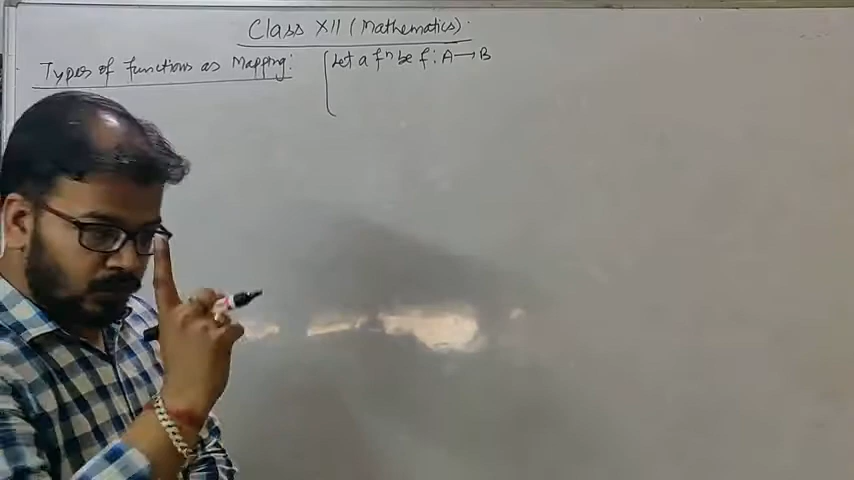 Class XII (Mathematics).
Types of functions as Mapping:
Let a fⁿ be f: A→B